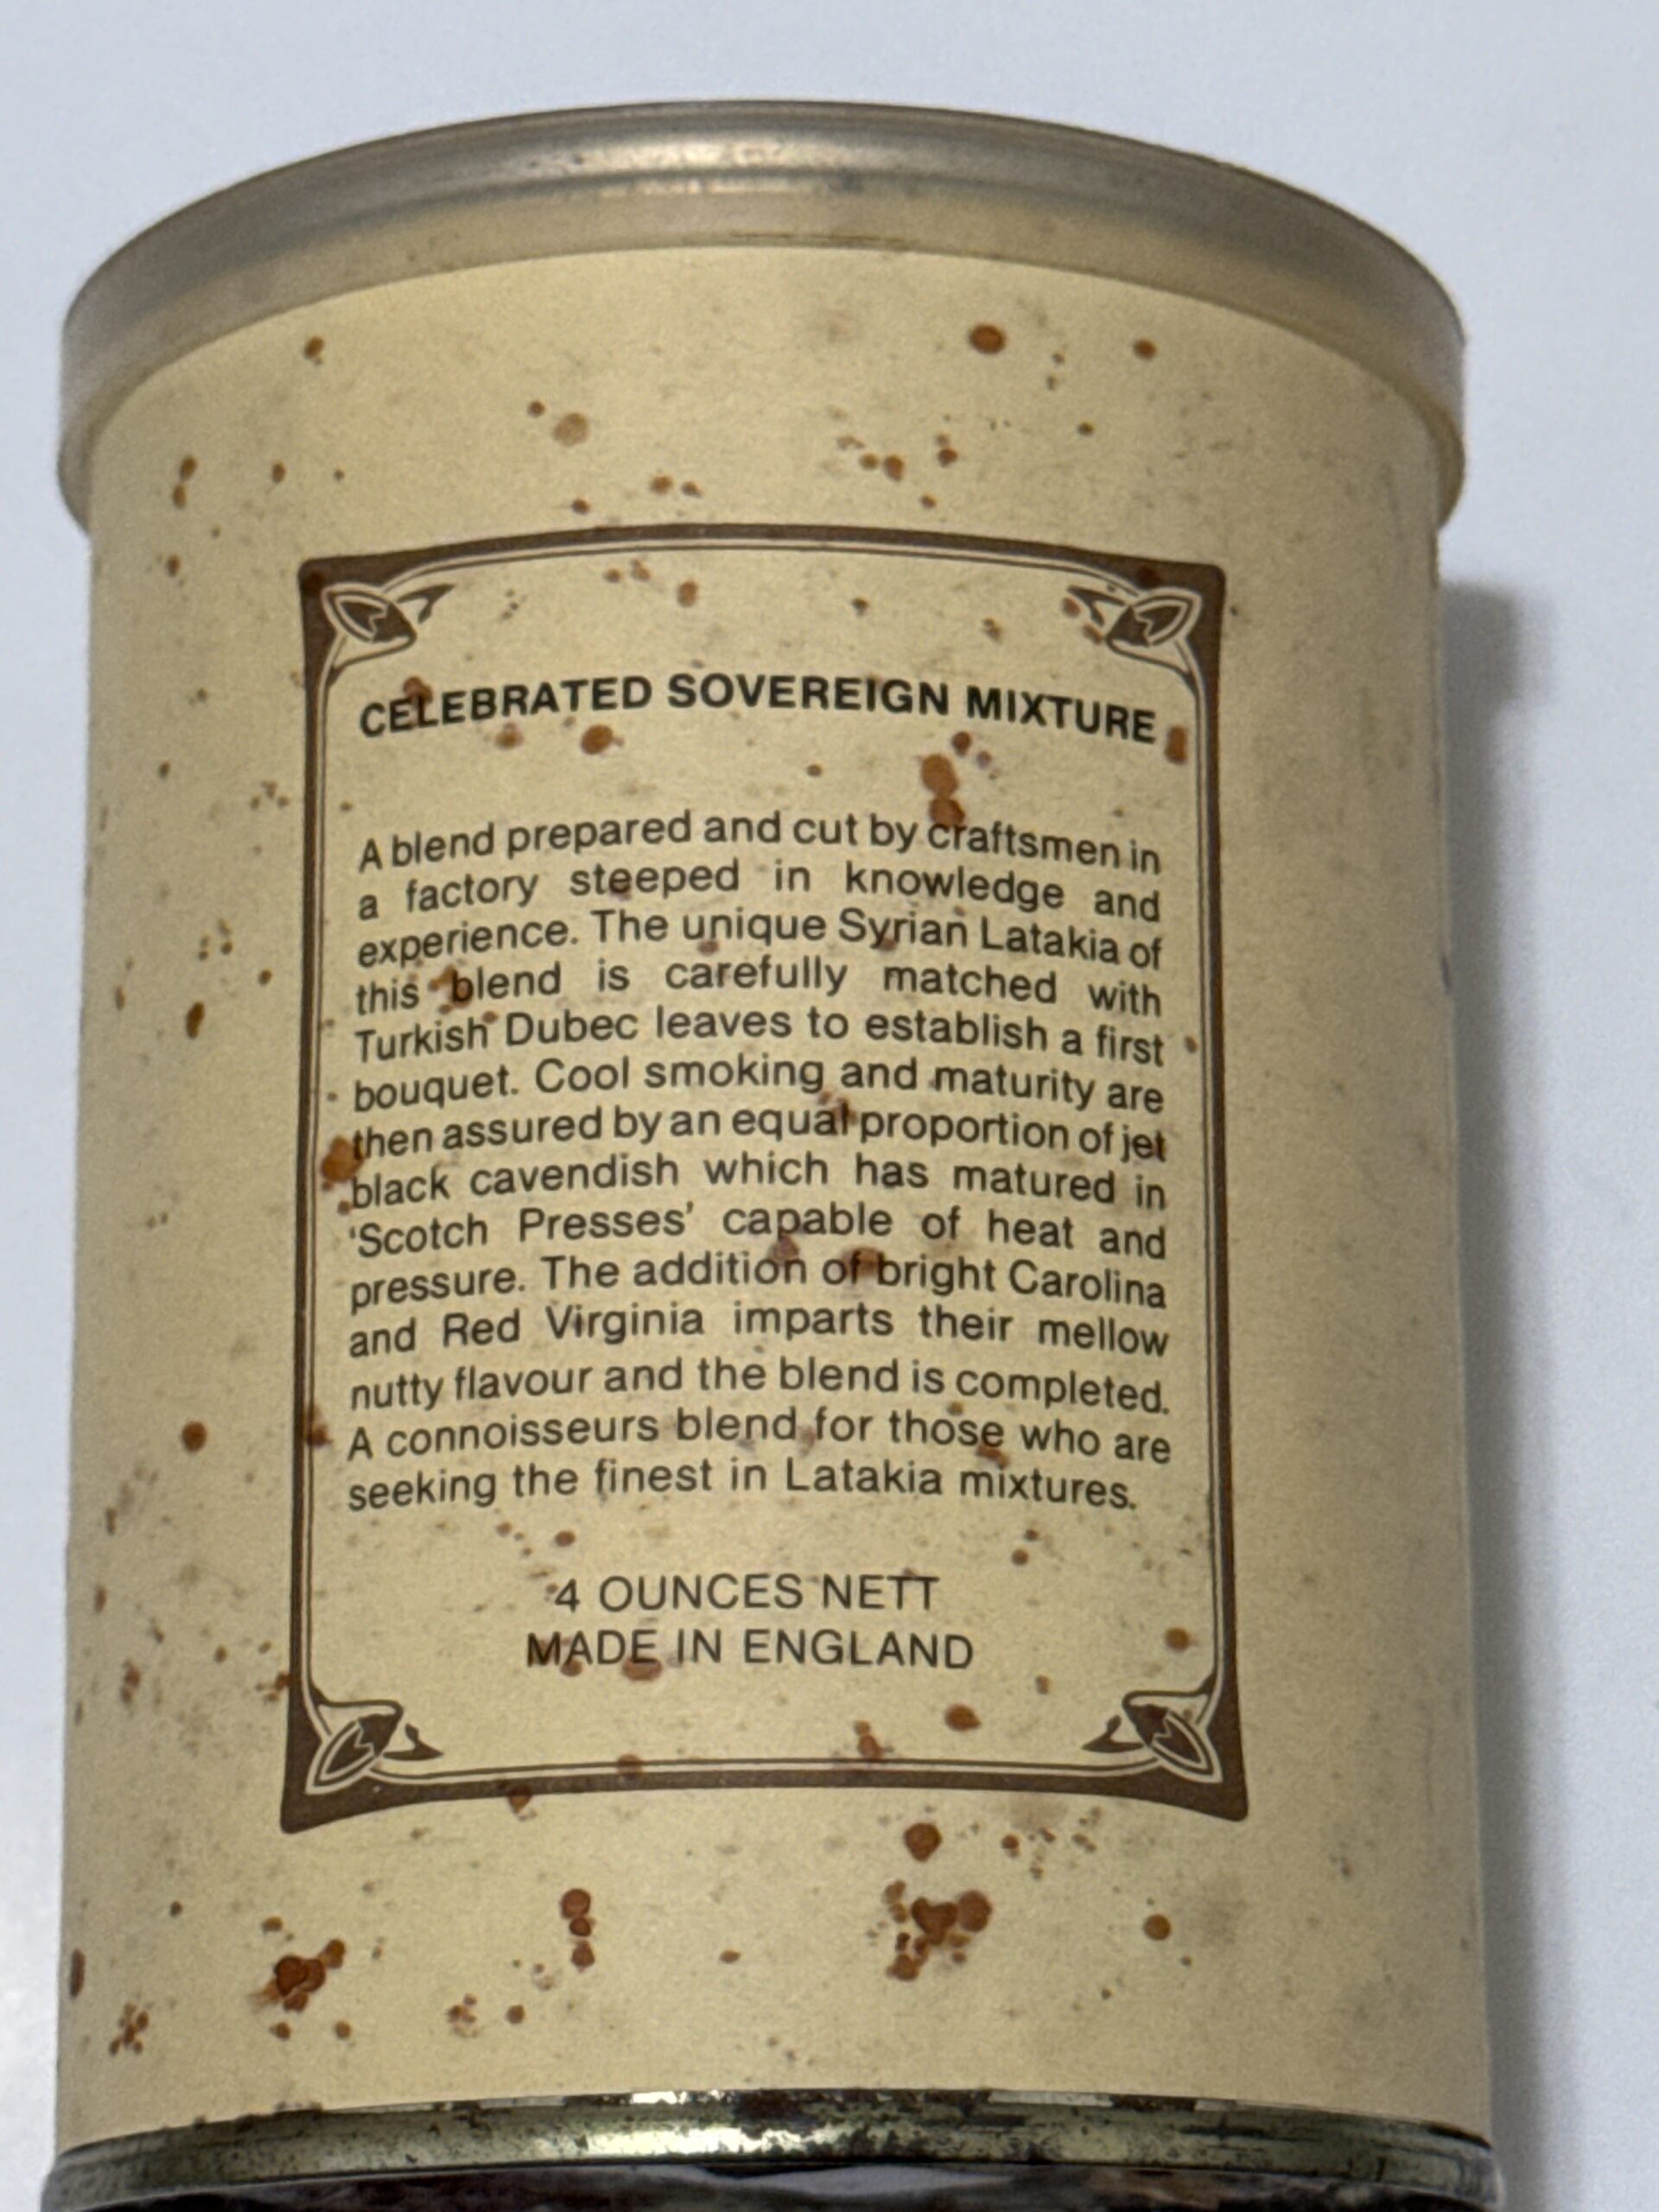 CELEBRATED SOVEREIGN MIXTURE
A blend prepared and cut by craftsmen in
a factory steeped in knowledge and
experience. The unique Syrian Latakia of
this blend is carefully matched with
Turkish Dubec leaves to establish a first
bouquet. Cool smoking and maturity are
then assured by an equal proportion of jet
black cavendish which has matured in
‘Scotch Presses’ capable of heat and
pressure. The addition of bright Carolina
and Red Virginia imparts their mellow
nutty flavour and the blend is completed.
A connoisseurs blend for those who are
seeking the finest in Latakia mixtures.
4 OUNCES NETT
MADE IN ENGLAND